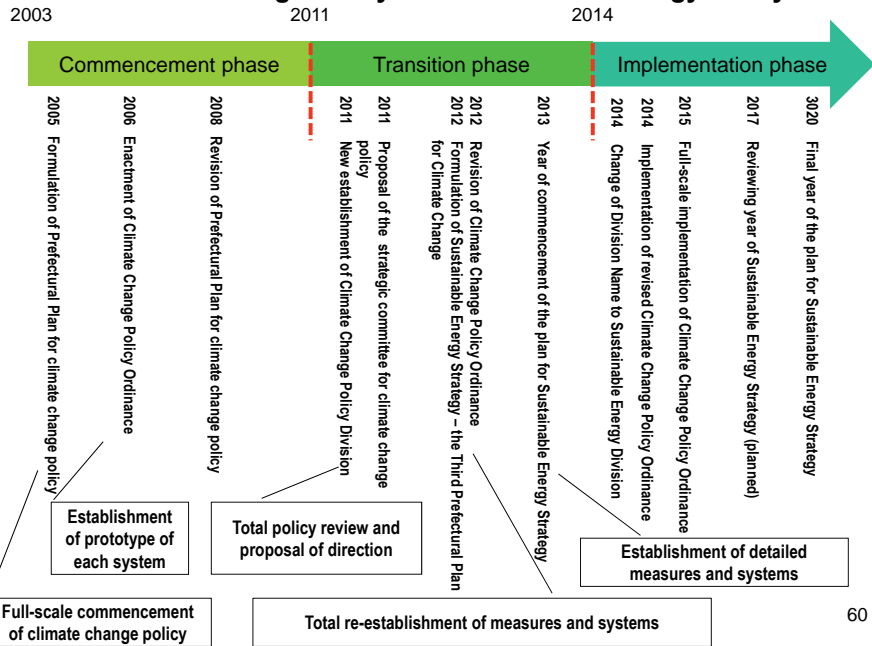 2003
2011
2014
Commencement phase
Transition phase
Implementation phase
2005 Formulation of Prefectural Plan for climate change policy
2006 Enactment of Climate Change Policy Ordinance
2008 Revision of Prefectural Plan for climate change policy
2011 New establishment of Climate Change Policy Division
2011 Proposal of the strategic committee for climate change
policy
2012 Revision of Climate Change Policy Ordinance
2012 Formulation of Sustainable Energy Strategy – the Third Prefectural Plan
for Climate Change
2013 Year of commencement of the plan for Sustainable Energy Strategy
2014 Change of Division Name to Sustainable Energy Division
2014 Implementation of revised Climate Change Policy Ordinance
2015 Full-scale implementation of Climate Change Policy Ordinance
2017 Reviewing year of Sustainable Energy Strategy (planned)
3020 Final year of the plan for Sustainable Energy Strategy
Establishment
of prototype of
each system
Total policy review and
proposal of direction
Establishment of detailed
measures and systems
Full-scale commencement
of climate change policy
Total re-establishment of measures and systems
60